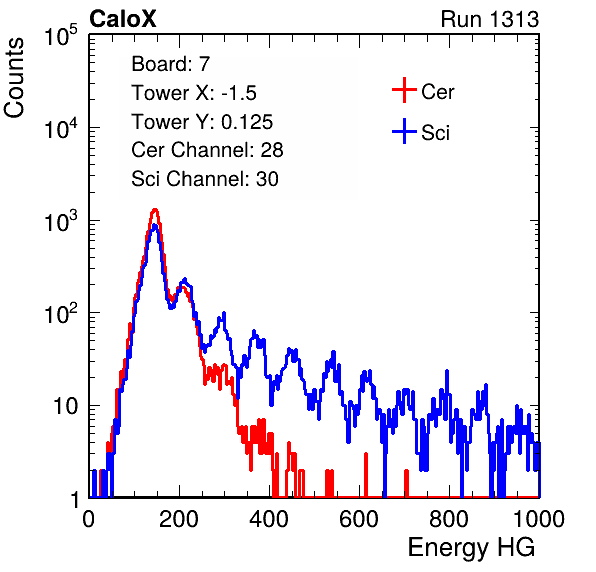 CaloX Run 1313
Counts
10^5
10^4
10^3
10^2
10
1
Board: 7
Tower X: -1.5
Tower Y: 0.125
Cer Channel: 28
Sci Channel: 30
Cer
Sci
0 200 400 600 800 1000
Energy HG